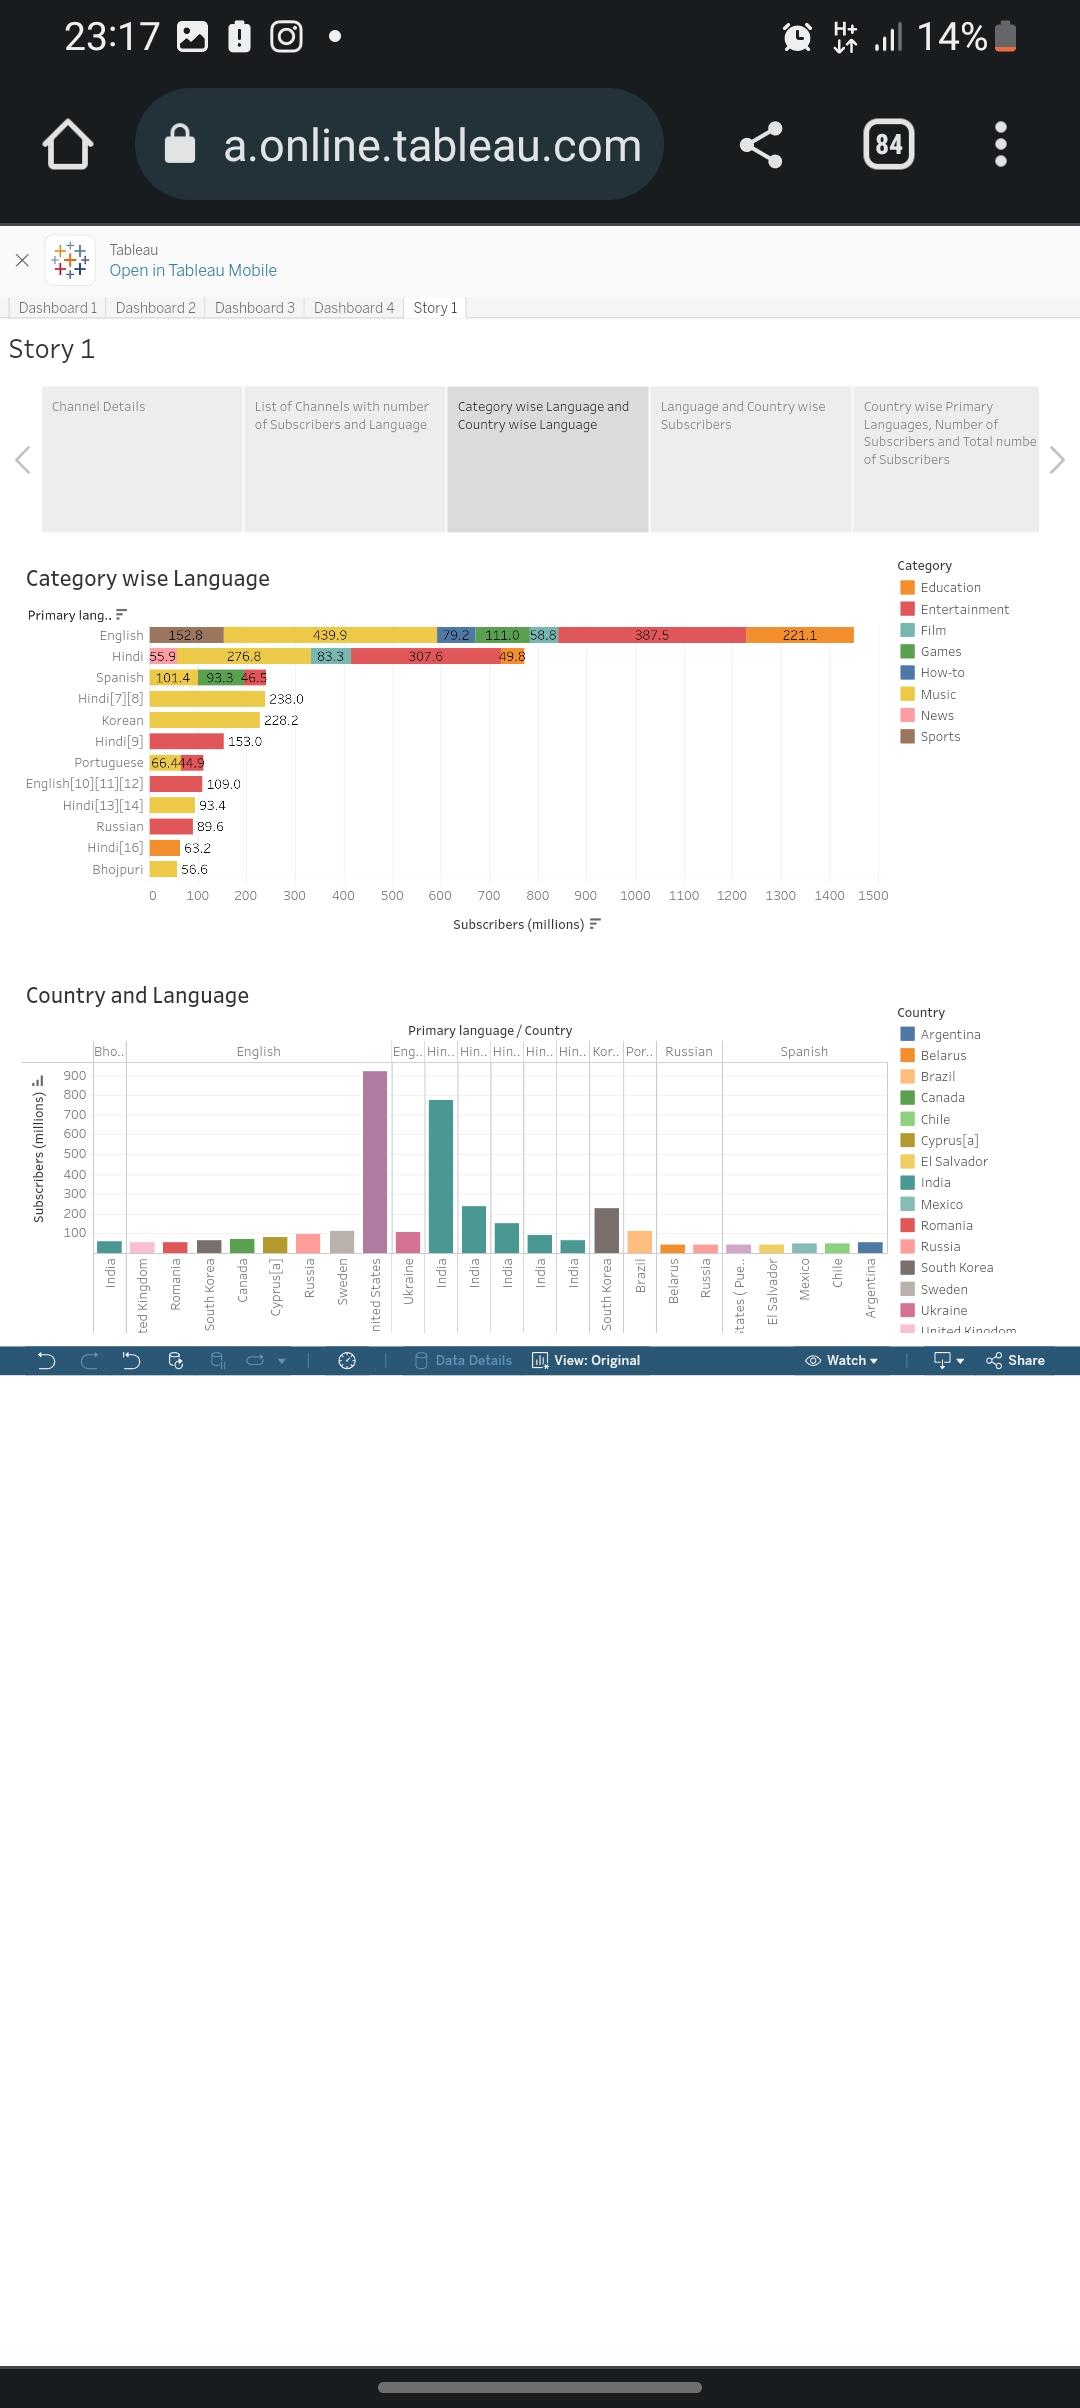 23:17
H+
14%
a.online.tableau.com
84
Tableau
Open in Tableau Mobile
Dashboard 1 Dashboard 2 Dashboard 3 Dashboard 4 Story 1
Story 1
Channel Details
List of Channels with number
of Subscribers and Language
Category wise Language and
Country wise Language
Language and Country wise
Subscribers
Country wise Primary
Languages, Number of
Subscribers and Total numbe
of Subscribers
Category wise Language
Primary lang..
English 152.8 439.9 79.2 111.0 58.8 387.5 221.1
Hindi 55.9 276.8 83.3 307.6 49.8
Spanish 101.4 93.3 46.5
Hindi[7][8] 238.0
Korean 228.2
Hindi[9] 153.0
Portuguese 66.4 44.9
English[10][11][12] 109.0
Hindi[13][14] 93.4
Russian 89.6
Hindi[16] 63.2
Bhojpuri 56.6
0 100 200 300 400 500 600 700 800 900 1000 1100 1200 1300 1400 1500
Subscribers (millions)
Category
Education
Entertainment
Film
Games
How-to
Music
News
Sports
Country and Language
Primary language / Country
Bho.. English Eng.. Hin.. Hin.. Hin.. Hin.. Hin.. Kor.. Por.. Russian Spanish
Subscribers (millions)
900
800
700
600
500
400
300
200
100
India
ted Kingdom
Romania
South Korea
Canada
Cyprus[a]
Russia
Sweden
nited States
Ukraine
India
India
India
India
India
South Korea
Brazil
Belarus
Russia
States ( Pue..
El Salvador
Mexico
Chile
Argentina
Country
Argentina
Belarus
Brazil
Canada
Chile
Cyprus[a]
El Salvador
India
Mexico
Romania
Russia
South Korea
Sweden
Ukraine
United Kingdom
Data Details View: Original Watch Share